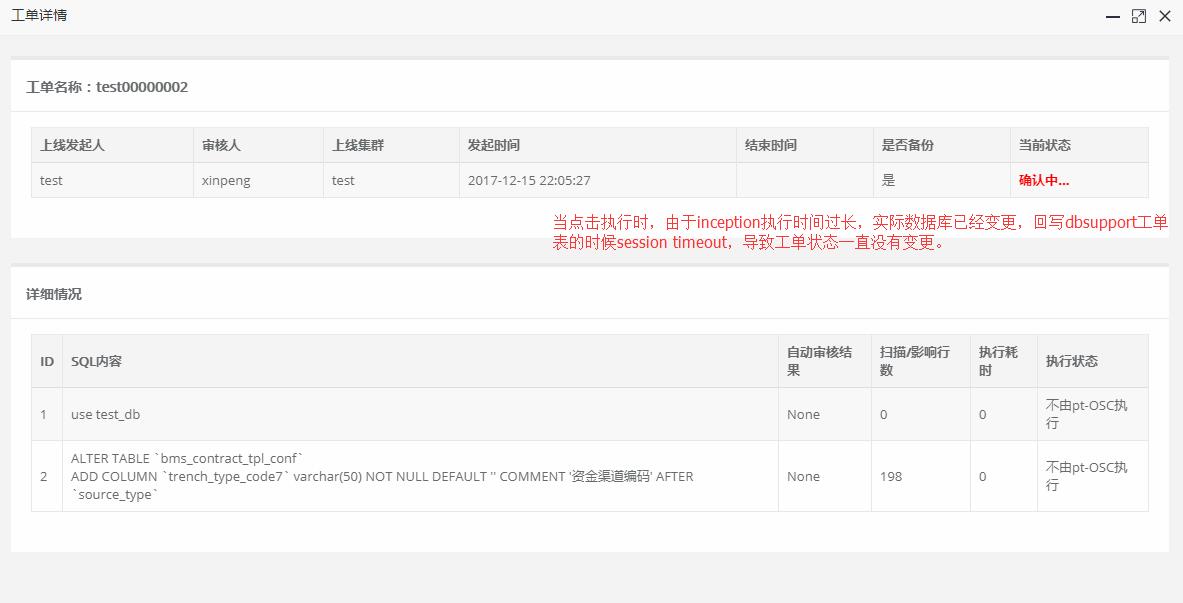 工单详情
工单名称：test00000002
上线发起人 审核人 上线集群 发起时间 结束时间 是否备份 当前状态
test xinpeng test 2017-12-15 22:05:27 是 确认中...
当点击执行时，由于inception执行时间过长，实际数据库已经变更，回写dbsupport工单
表的时候session timeout，导致工单状态一直没有变更。
详细情况
ID SQL内容 自动审核结 扫描/影响行 执行耗 执行状态
果 数 时
1 use test_db None 0 0 不由pt-OSC执
行
2 ALTER TABLE `bms_contract_tpl_conf`
ADD COLUMN `trench_type_code7` varchar(50) NOT NULL DEFAULT '' COMMENT '资金渠道编码' AFTER
`source_type`
None 198 0 不由pt-OSC执
行